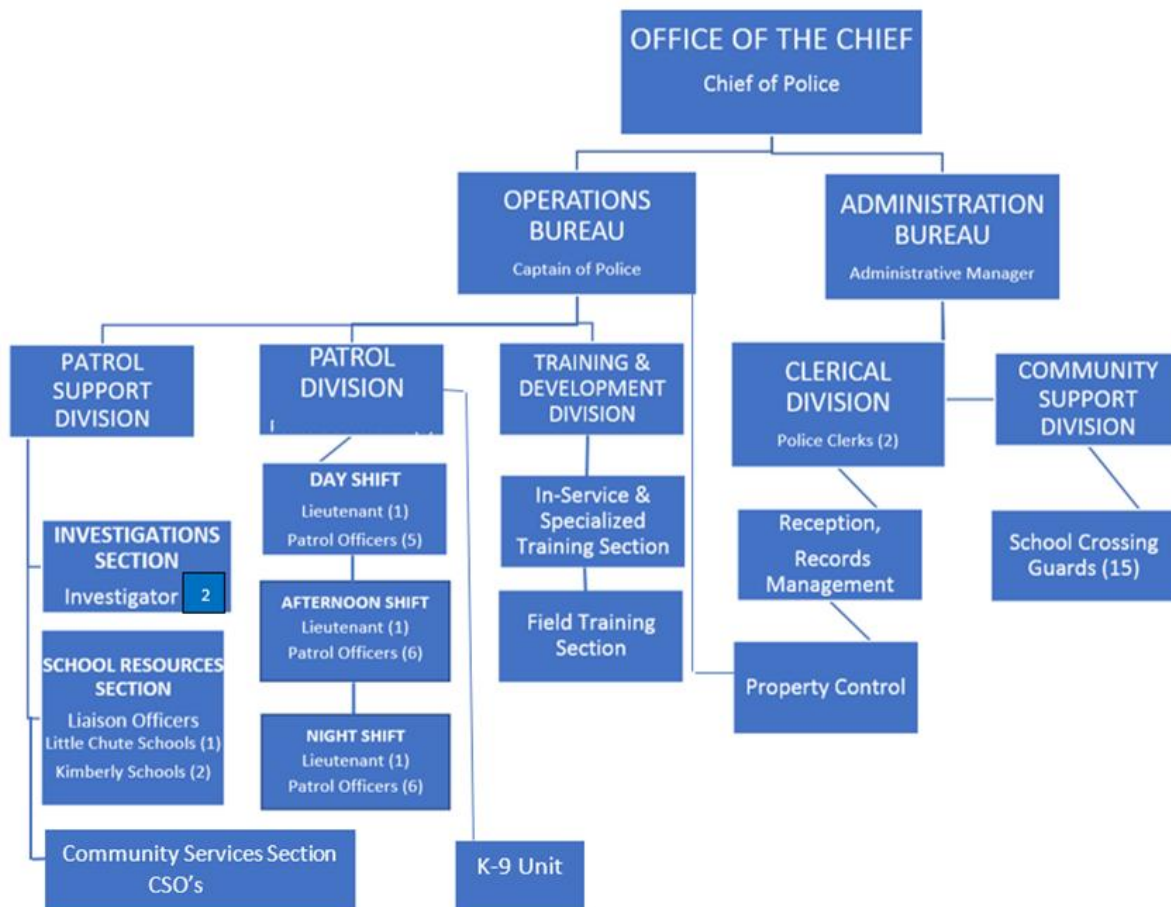 OFFICE OF THE CHIEF
Chief of Police
OPERATIONS
BUREAU
Captain of Police
ADMINISTRATION
BUREAU
Administrative Manager
PATROL
SUPPORT
DIVISION
PATROL
DIVISION
TRAINING &
DEVELOPMENT
DIVISION
CLERICAL
DIVISION
Police Clerks (2)
COMMUNITY
SUPPORT
DIVISION
INVESTIGATIONS
SECTION
Investigator 2
SCHOOL RESOURCES
SECTION
Liaison Officers
Little Chute Schools (1)
Kimberly Schools (2)
Community Services Section
CSO's
DAY SHIFT
Lieutenant (1)
Patrol Officers (5)
AFTERNOON SHIFT
Lieutenant (1)
Patrol Officers (6)
NIGHT SHIFT
Lieutenant (1)
Patrol Officers (6)
K-9 Unit
In-Service &
Specialized
Training Section
Field Training
Section
Reception,
Records
Management
Property Control
School Crossing
Guards (15)